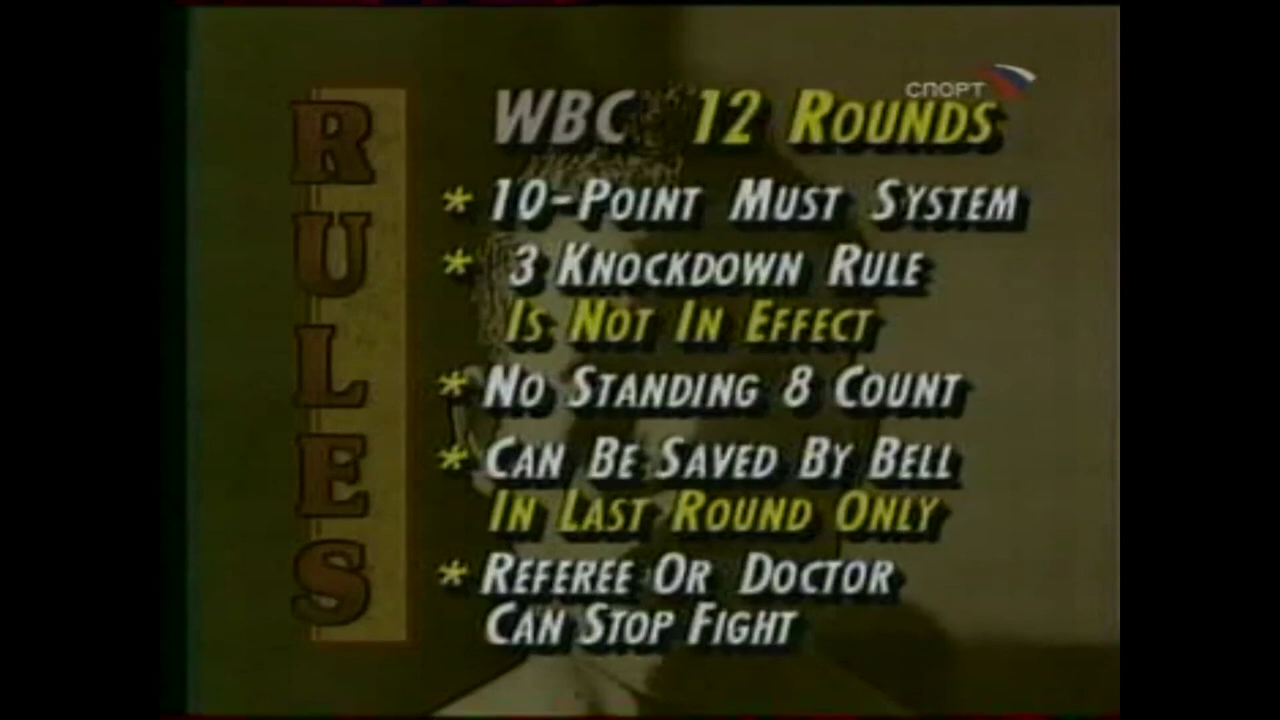 СПОРТ
RULES
WBC 12 ROUNDS
* 10-POINT MUST SYSTEM
* 3 KNOCKDOWN RULE
IS NOT IN EFFECT
* NO STANDING 8 COUNT
* CAN BE SAVED BY BELL
IN LAST ROUND ONLY
* REFEREE OR DOCTOR
CAN STOP FIGHT